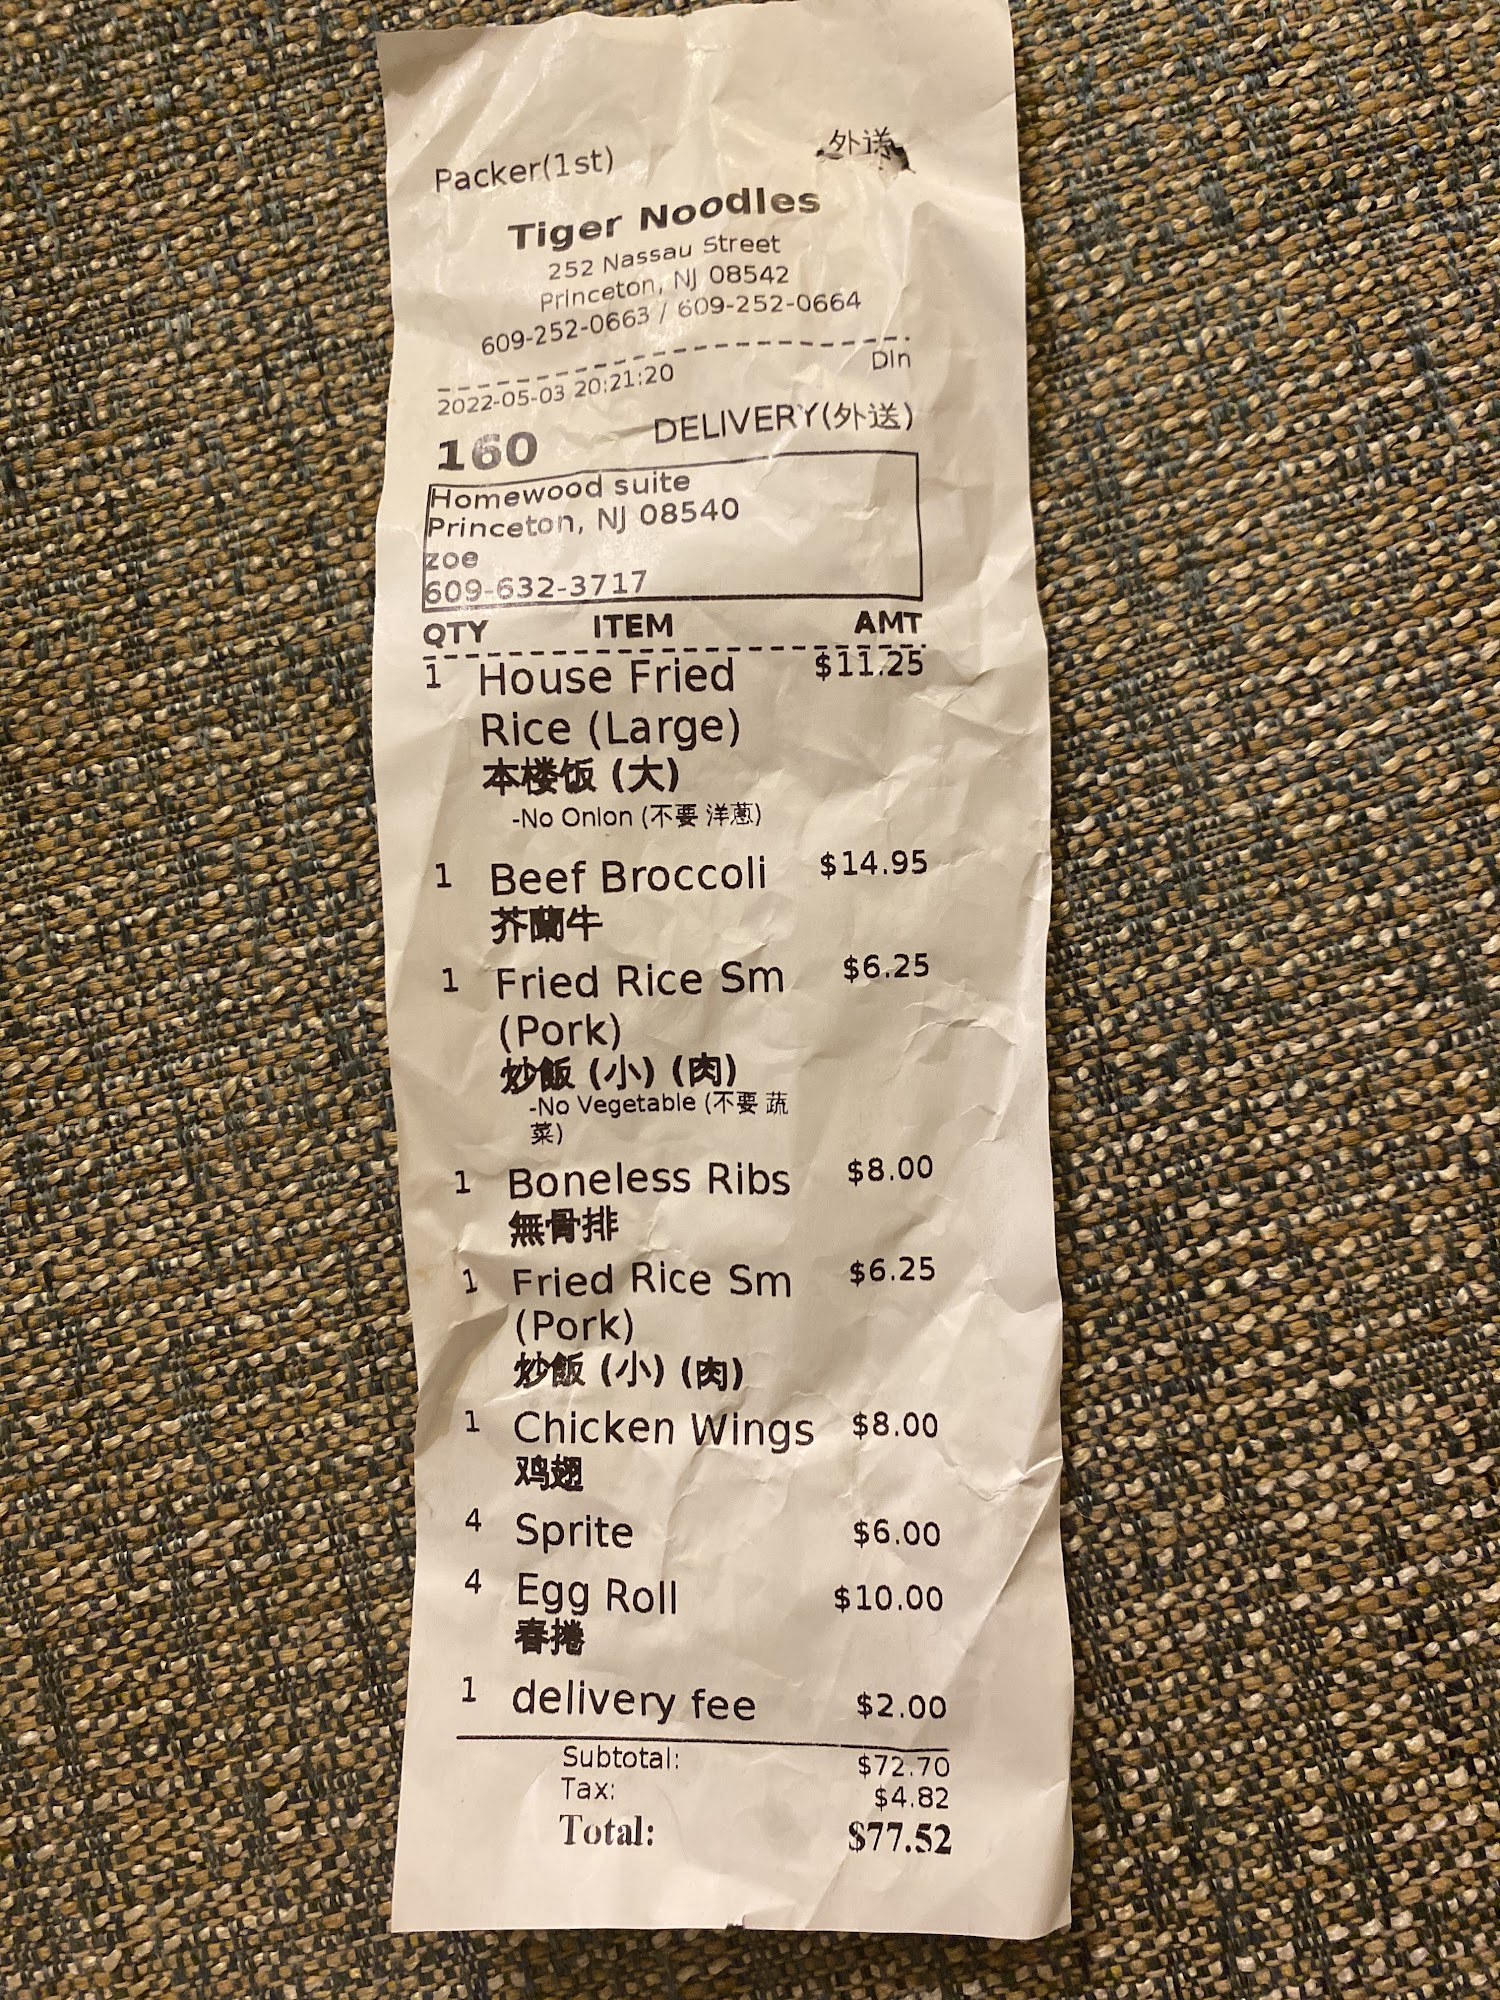 Packer(1st) 外送
Tiger Noodles
252 Nassau Street
Princeton, NJ 08542
609-252-0663 / 609-252-0664
2022-05-03 20:21:20 DIn
160 DELIVERY(外送)
Homewood suite
Princeton, NJ 08540
zoe
609-632-3717
QTY ITEM AMT
1 House Fried $11.25
Rice (Large)
本楼饭 (大)
-No Onion (不要 洋蔥)
1 Beef Broccoli $14.95
芥蘭牛
1 Fried Rice Sm $6.25
(Pork)
炒飯 (小) (肉)
-No Vegetable (不要 蔬
菜)
1 Boneless Ribs $8.00
無骨排
1 Fried Rice Sm $6.25
(Pork)
炒飯 (小) (肉)
1 Chicken Wings $8.00
鸡翅
4 Sprite $6.00
4 Egg Roll $10.00
春捲
1 delivery fee $2.00
Subtotal: $72.70
Tax: $4.82
Total: $77.52